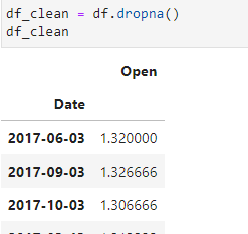 df_clean = df.dropna()
df_clean
Open
Date
2017-06-03 1.320000
2017-09-03 1.326666
2017-10-03 1.306666